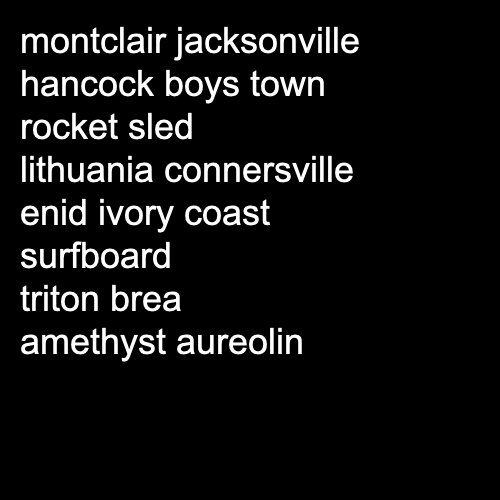 montclair jacksonville
hancock boys town
rocket sled
lithuania connersville
enid ivory coast
surfboard
triton brea
amethyst aureolin